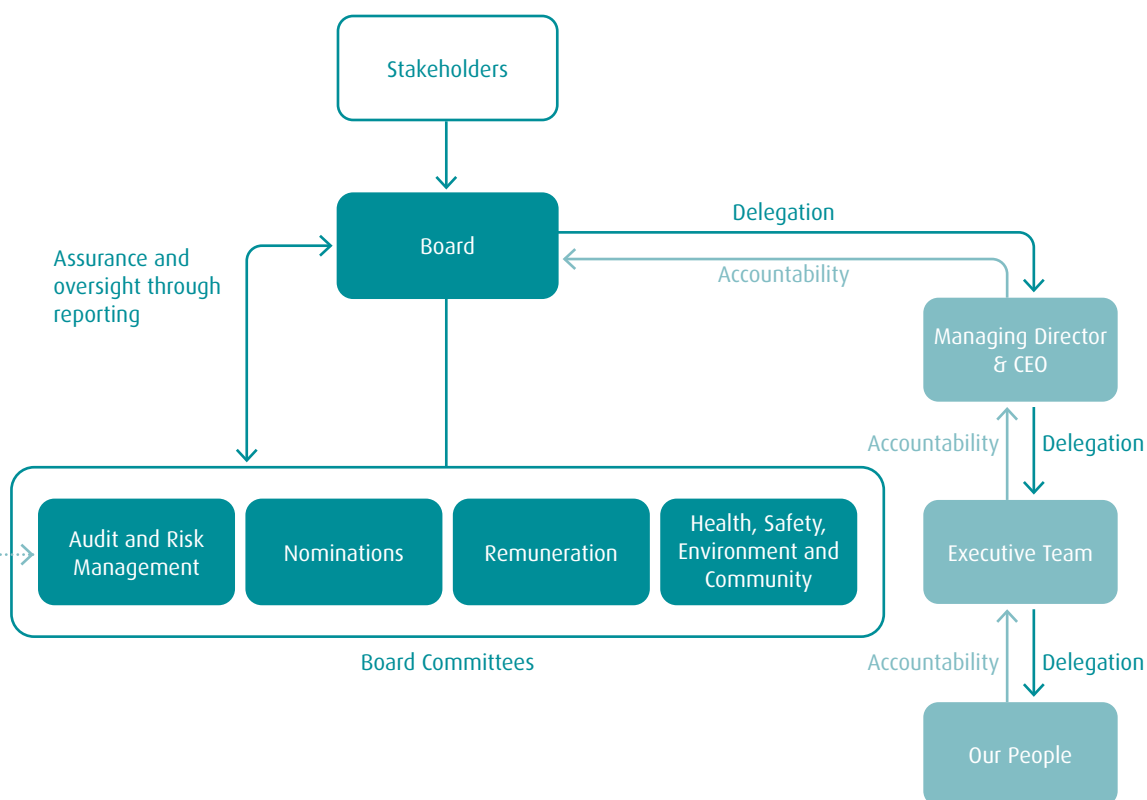 Stakeholders
Delegation
Board
Assurance and
oversight through
reporting
Accountability
Managing Director
& CEO
Accountability
Delegation
Audit and Risk
Management
Nominations
Remuneration
Health, Safety,
Environment and
Community
Executive Team
Board Committees
Accountability
Delegation
Our People